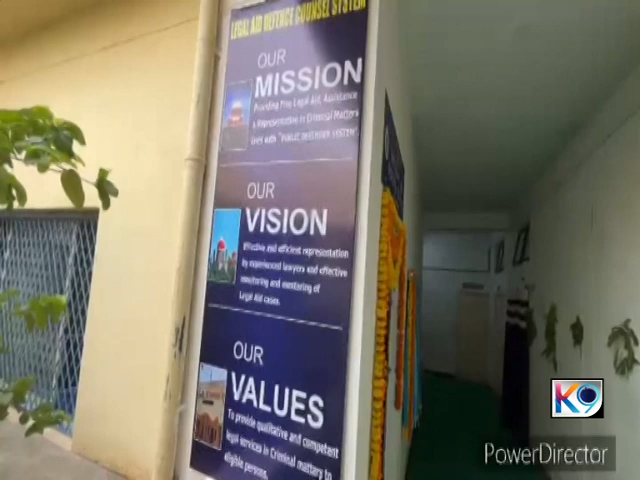 LEGAL AID DEFENCE COUNSEL SYSTEM
OUR
MISSION
Providing Free Legal Aid Assistance
& Representation in Criminal Matters
with "PUBLIC DEFENDER SYSTEM"
OUR
VISION
Effective and efficient representation
by experienced lawyers and effective
monitoring and mentoring of
Legal Aid cases.
OUR
VALUES
To provide qualitative and competent
legal services in Criminal matters to
eligible persons.
K9
PowerDirector